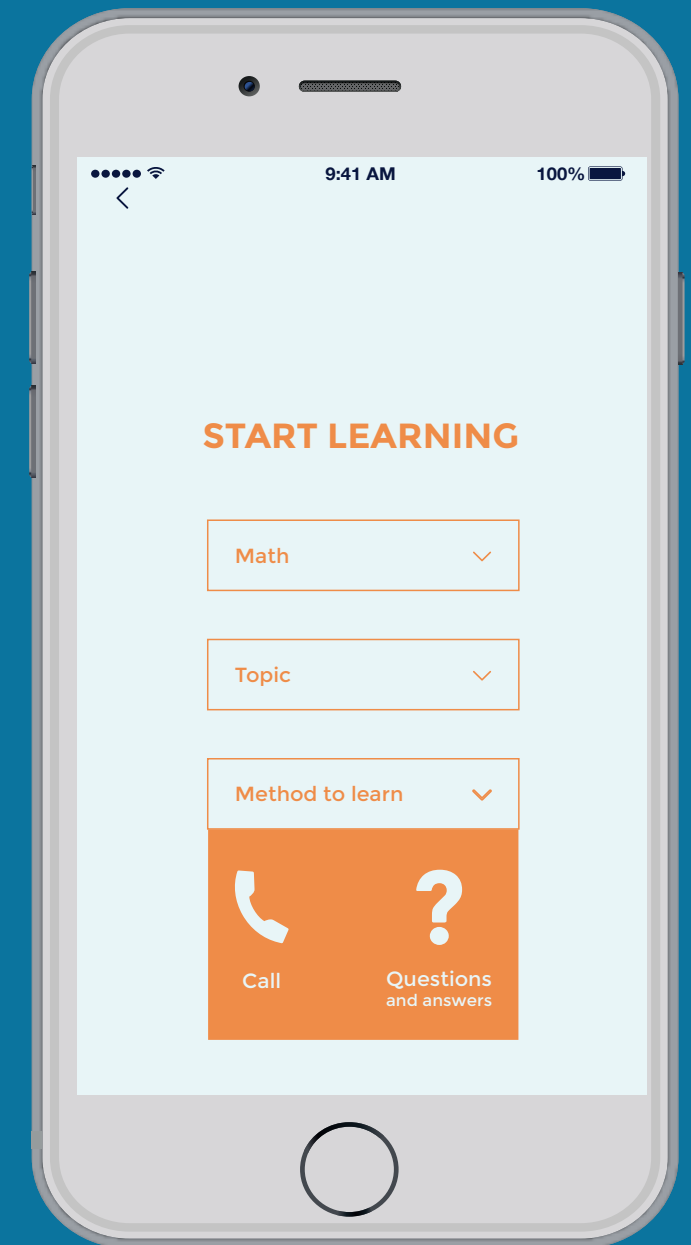 9:41 AM 100%
START LEARNING
Math
Topic
Method to learn
Call
Questions
and answers